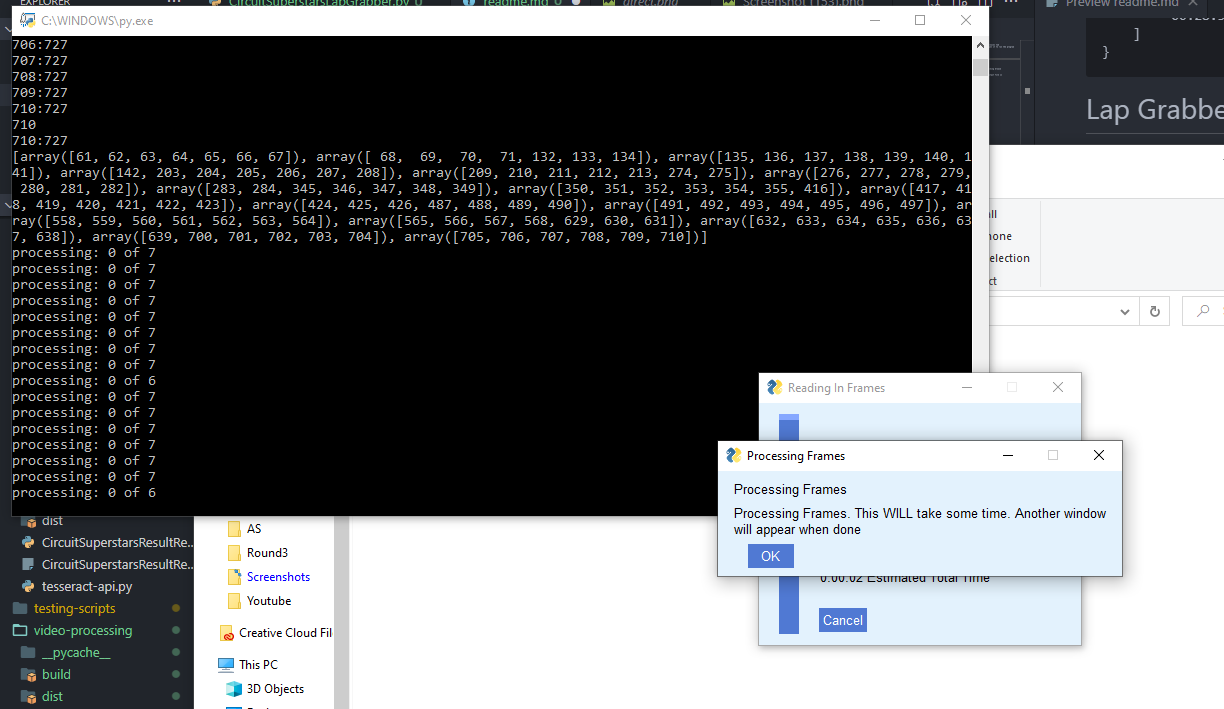 EXPLORER
CircuitSuperstarsLapGrabber.py U
readme.md U
direct.png
Screenshot (153).png
Preview readme.md
C:\WINDOWS\py.exe
706:727
707:727
708:727
709:727
710:727
710
710:727
[array([61, 62, 63, 64, 65, 66, 67]), array([ 68,  69,  70,  71, 132, 133, 134]), array([135, 136, 137, 138, 139, 140, 1
41]), array([142, 203, 204, 205, 206, 207, 208]), array([209, 210, 211, 212, 213, 274, 275]), array([276, 277, 278, 279,
 280, 281, 282]), array([283, 284, 345, 346, 347, 348, 349]), array([350, 351, 352, 353, 354, 355, 416]), array([417, 41
8, 419, 420, 421, 422, 423]), array([424, 425, 426, 487, 488, 489, 490]), array([491, 492, 493, 494, 495, 496, 497]), ar
ray([558, 559, 560, 561, 562, 563, 564]), array([565, 566, 567, 568, 629, 630, 631]), array([632, 633, 634, 635, 636, 63
7, 638]), array([639, 700, 701, 702, 703, 704]), array([705, 706, 707, 708, 709, 710])]
processing: 0 of 7
processing: 0 of 7
processing: 0 of 7
processing: 0 of 7
processing: 0 of 7
processing: 0 of 7
processing: 0 of 7
processing: 0 of 7
processing: 0 of 6
processing: 0 of 7
processing: 0 of 7
processing: 0 of 7
processing: 0 of 7
processing: 0 of 7
processing: 0 of 7
processing: 0 of 6
]
}
Lap Grabbe
ll
none
election
ct
Reading In Frames
Processing Frames
Processing Frames
Processing Frames. This WILL take some time. Another window
will appear when done
OK
0:00:02 Estimated Total Time
Cancel
dist
CircuitSuperstarsResultRe...
CircuitSuperstarsResultRe...
tesseract-api.py
testing-scripts
video-processing
__pycache__
build
dist
AS
Round3
Screenshots
Youtube
Creative Cloud Fil
This PC
3D Objects